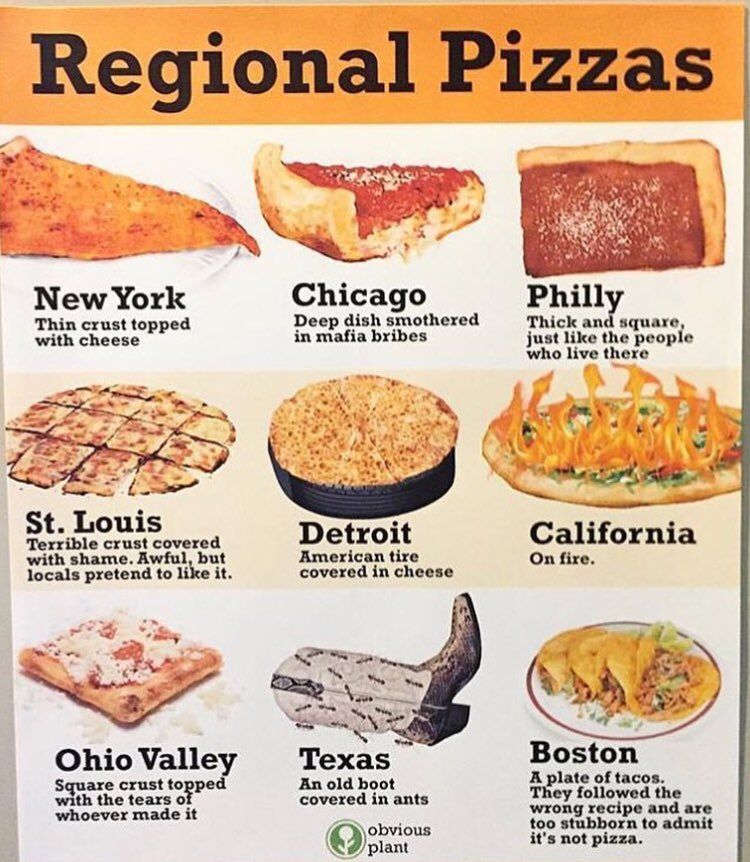 Regional Pizzas
New York
Thin crust topped
with cheese
Chicago
Deep dish smothered
in mafia bribes
Philly
Thick and square,
just like the people
who live there
St. Louis
Terrible crust covered
with shame. Awful, but
locals pretend to like it.
Detroit
American tire
covered in cheese
California
On fire.
Ohio Valley
Square crust topped
with the tears of
whoever made it
Texas
An old boot
covered in ants
Boston
A plate of tacos.
They followed the
wrong recipe and are
too stubborn to admit
it's not pizza.
obvious
plant